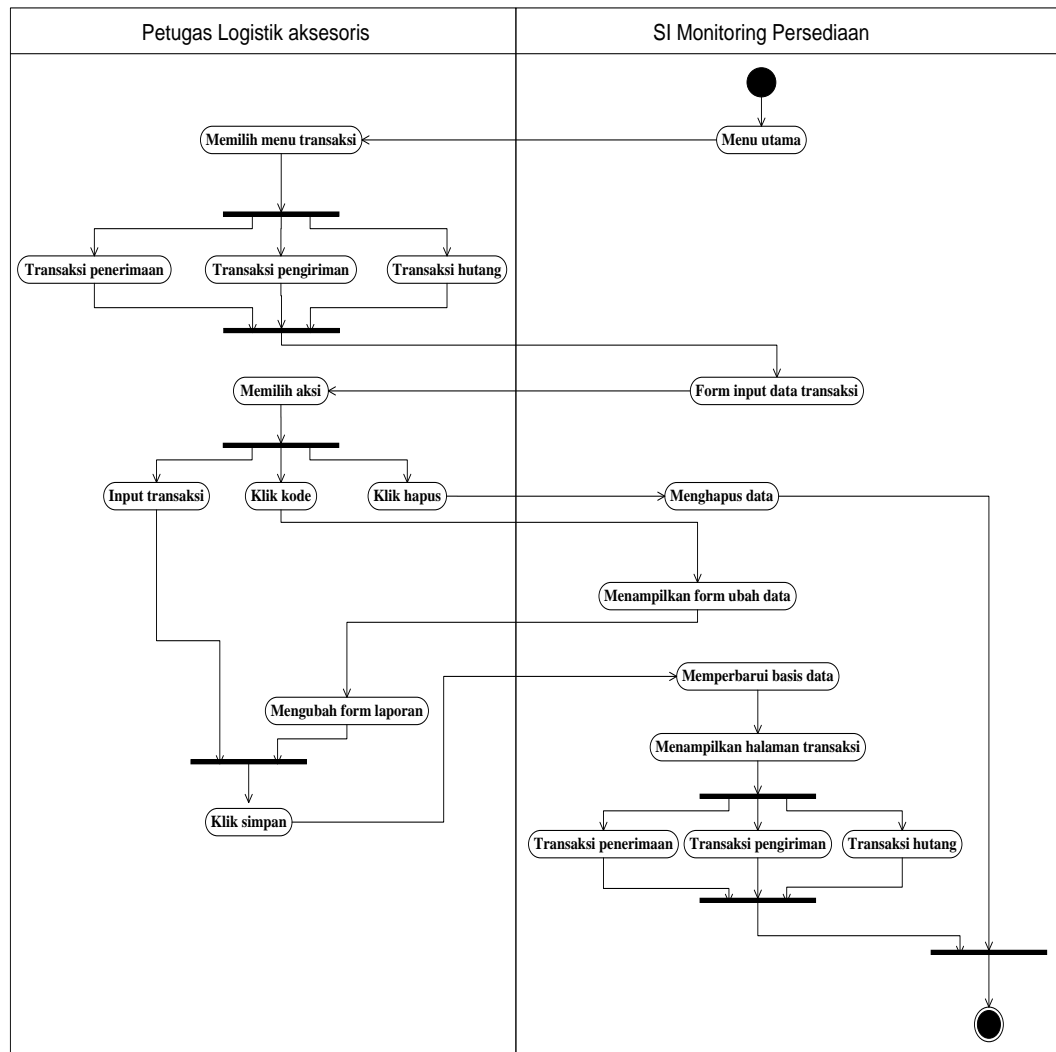 Petugas Logistik aksesoris
SI Monitoring Persediaan
Menu utama
Memilih menu transaksi
Transaksi penerimaan
Transaksi pengiriman
Transaksi hutang
Form input data transaksi
Memilih aksi
Input transaksi
Klik kode
Klik hapus
Menghapus data
Menampilkan form ubah data
Memperbarui basis data
Mengubah form laporan
Menampilkan halaman transaksi
Klik simpan
Transaksi penerimaan
Transaksi pengiriman
Transaksi hutang